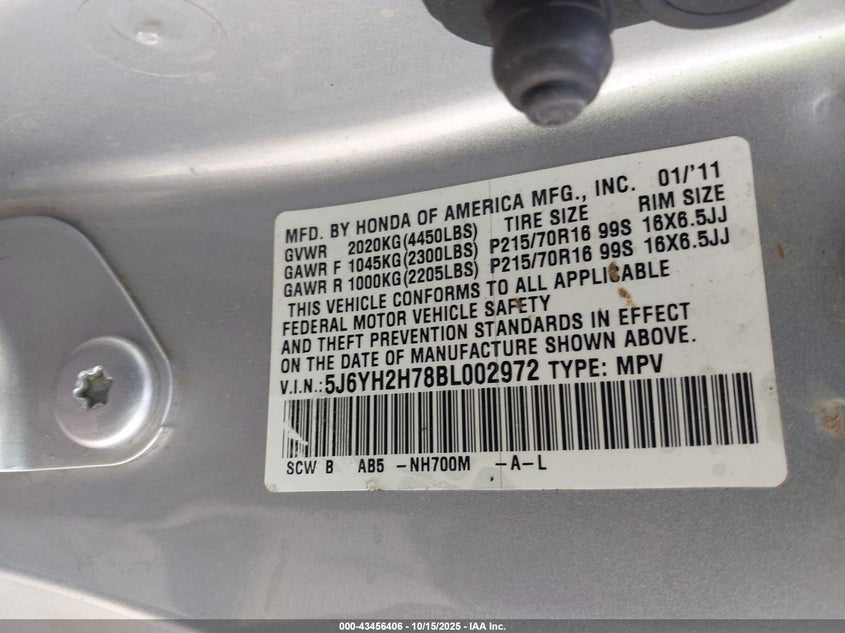 MFD. BY HONDA OF AMERICA MFG., INC. 01/'11
GVWR 2020KG(4450LBS) TIRE SIZE RIM SIZE
GAWR F 1045KG(2300LBS) P215/70R16 99S 16X6.5JJ
GAWR R 1000KG(2205LBS) P215/70R16 99S 16X6.5JJ
THIS VEHICLE CONFORMS TO ALL APPLICABLE
FEDERAL MOTOR VEHICLE SAFETY
AND THEFT PREVENTION STANDARDS IN EFFECT
ON THE DATE OF MANUFACTURE SHOWN ABOVE.
V.I.N.:5J6YH2H78BL002972 TYPE: MPV
SCW B AB5 -NH700M -A-L
000-43456406 - 10/15/2025 - IAA Inc.